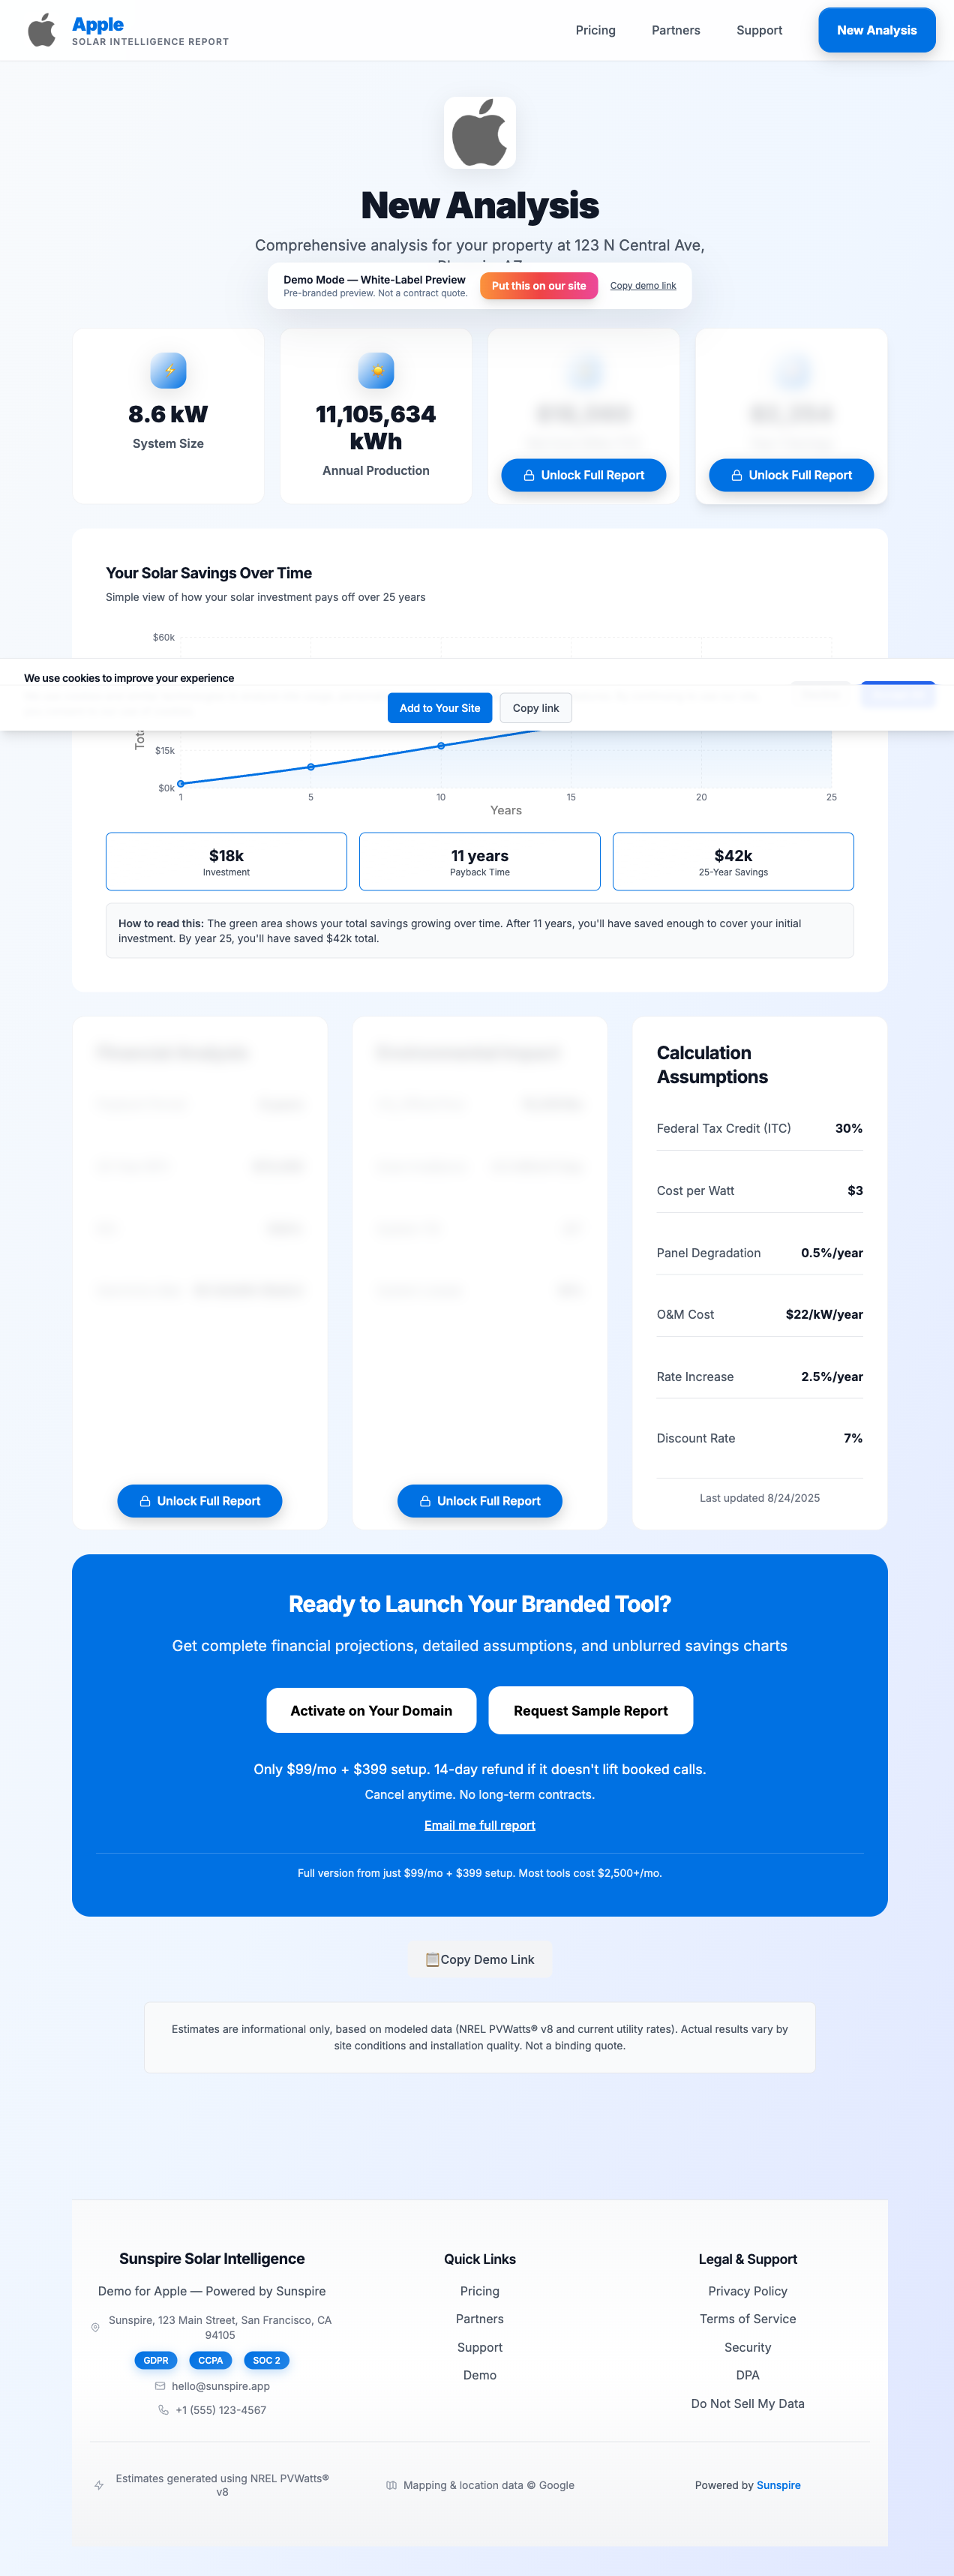 Apple
SOLAR INTELLIGENCE REPORT
Pricing
Partners
Support
New Analysis
New Analysis
Comprehensive analysis for your property at 123 N Central Ave,
Demo Mode — White-Label Preview
Pre-branded preview. Not a contract quote.
Put this on our site
Copy demo link
8.6 kW
System Size
11,105,634
kWh
Annual Production
Unlock Full Report
Unlock Full Report
Your Solar Savings Over Time
Simple view of how your solar investment pays off over 25 years
$60k
We use cookies to improve your experience
Add to Your Site
Copy link
$15k
$0k
1
5
10
15
20
25
Years
$18k
Investment
11 years
Payback Time
$42k
25-Year Savings
How to read this: The green area shows your total savings growing over time. After 11 years, you'll have saved enough to cover your initial
investment. By year 25, you'll have saved $42k total.
Unlock Full Report
Unlock Full Report
Calculation
Assumptions
Federal Tax Credit (ITC) 30%
Cost per Watt $3
Panel Degradation 0.5%/year
O&M Cost $22/kW/year
Rate Increase 2.5%/year
Discount Rate 7%
Last updated 8/24/2025
Ready to Launch Your Branded Tool?
Get complete financial projections, detailed assumptions, and unblurred savings charts
Activate on Your Domain
Request Sample Report
Only $99/mo + $399 setup. 14-day refund if it doesn't lift booked calls.
Cancel anytime. No long-term contracts.
Email me full report
Full version from just $99/mo + $399 setup. Most tools cost $2,500+/mo.
Copy Demo Link
Estimates are informational only, based on modeled data (NREL PVWatts® v8 and current utility rates). Actual results vary by
site conditions and installation quality. Not a binding quote.
Sunspire Solar Intelligence
Demo for Apple — Powered by Sunspire
Sunspire, 123 Main Street, San Francisco, CA
94105
GDPR
CCPA
SOC 2
hello@sunspire.app
+1 (555) 123-4567
Quick Links
Pricing
Partners
Support
Demo
Legal & Support
Privacy Policy
Terms of Service
Security
DPA
Do Not Sell My Data
Estimates generated using NREL PVWatts®
v8
Mapping & location data © Google
Powered by Sunspire